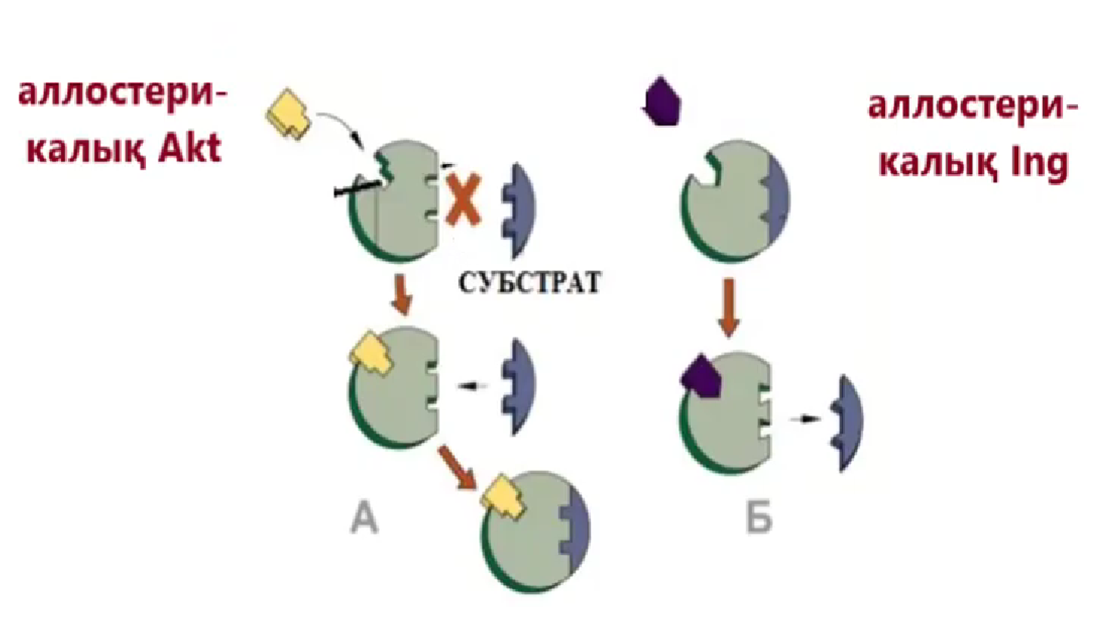 аллостери-
калық Akt
аллостери-
калық Ing
СУБСТРАТ
А
Б